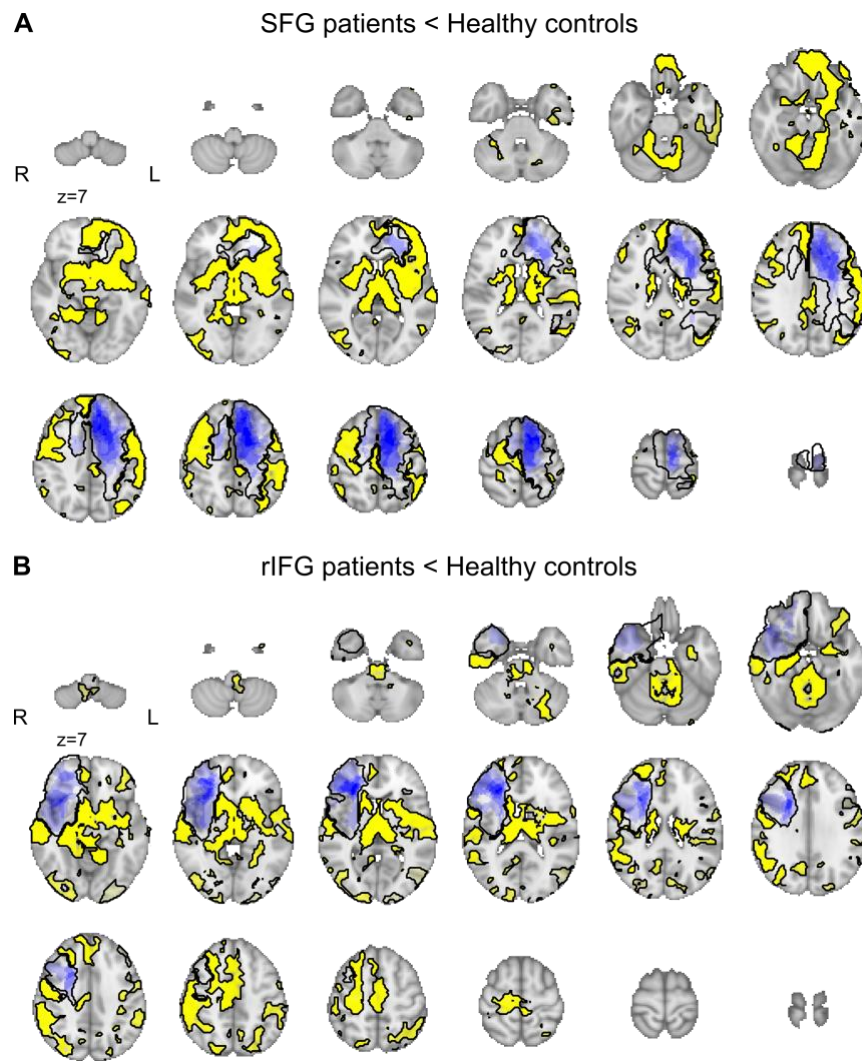 A SFG patients < Healthy controls
R L
z=7
B rIFG patients < Healthy controls
R L
z=7